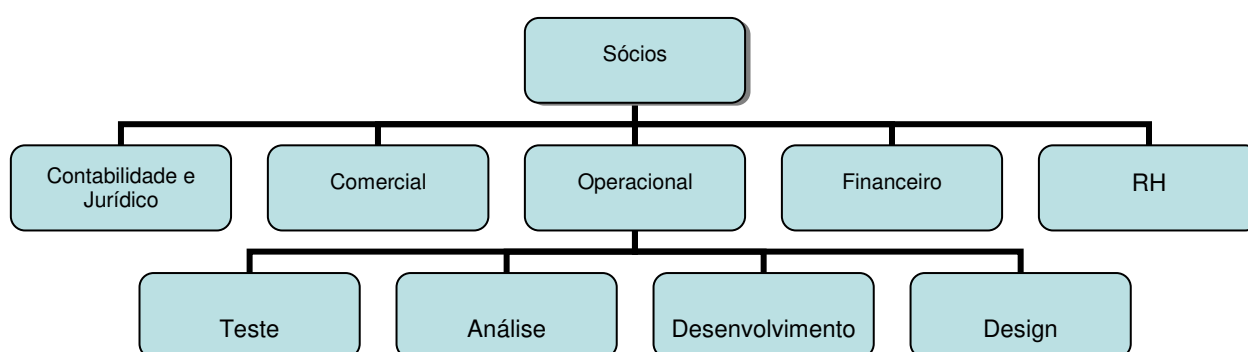 Sócios
Contabilidade e
Jurídico
Comercial
Operacional
Financeiro
RH
Teste
Análise
Desenvolvimento
Design